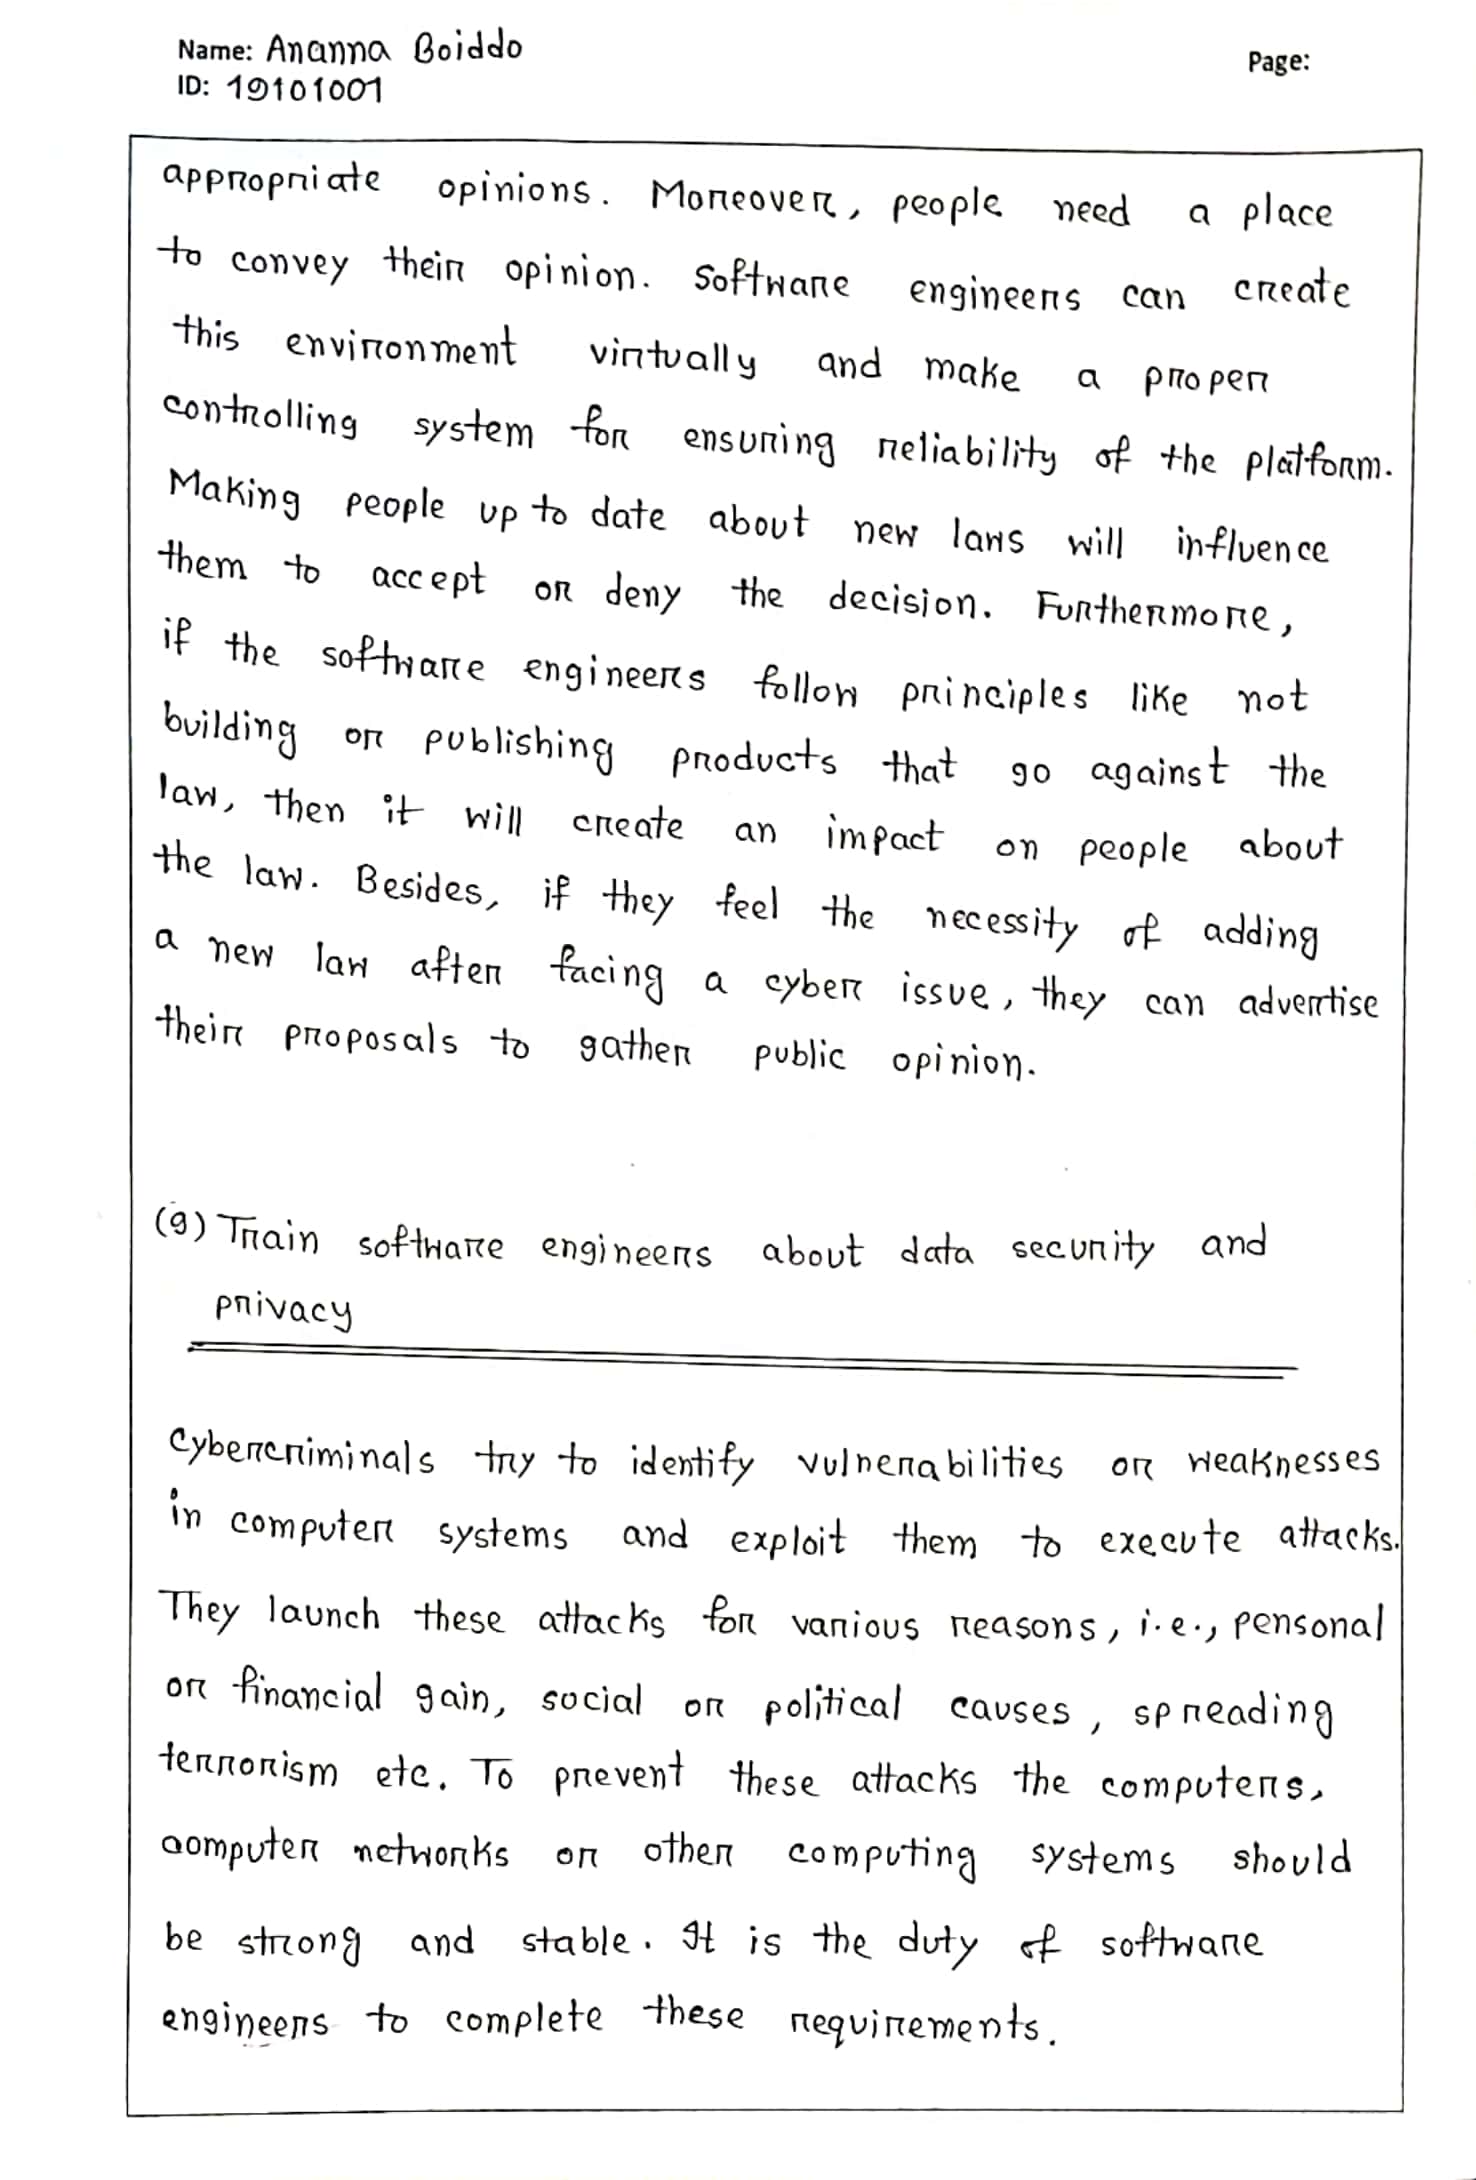 Name: Ananna Boiddo
Page:
ID: 19101001
appropriate opinions. Moreover, people need a place
to convey their opinion. Software engineers can create
this environment virtually and make a proper
controlling system for ensuring reliability of the platform.
Making people up to date about new laws will influence
them to accept or deny the decision. Furthermore,
if the software engineers follow principles like not
building or publishing products that go against the
law, then it will create an impact on people about
the law. Besides, if they feel the necessity of adding
a new law after facing a cyber issue, they can advertise
their proposals to gather public opinion.
(g) Train software engineers about data security and
privacy
Cybercriminals try to identify vulnerabilities or weaknesses
in computer systems and exploit them to execute attacks.
They launch these attacks for various reasons, i.e., personal
or financial gain, social or political causes, spreading
terrorism etc. To prevent these attacks the computers,
computer networks or other computing systems should
be strong and stable. It is the duty of software
engineers to complete these requirements.